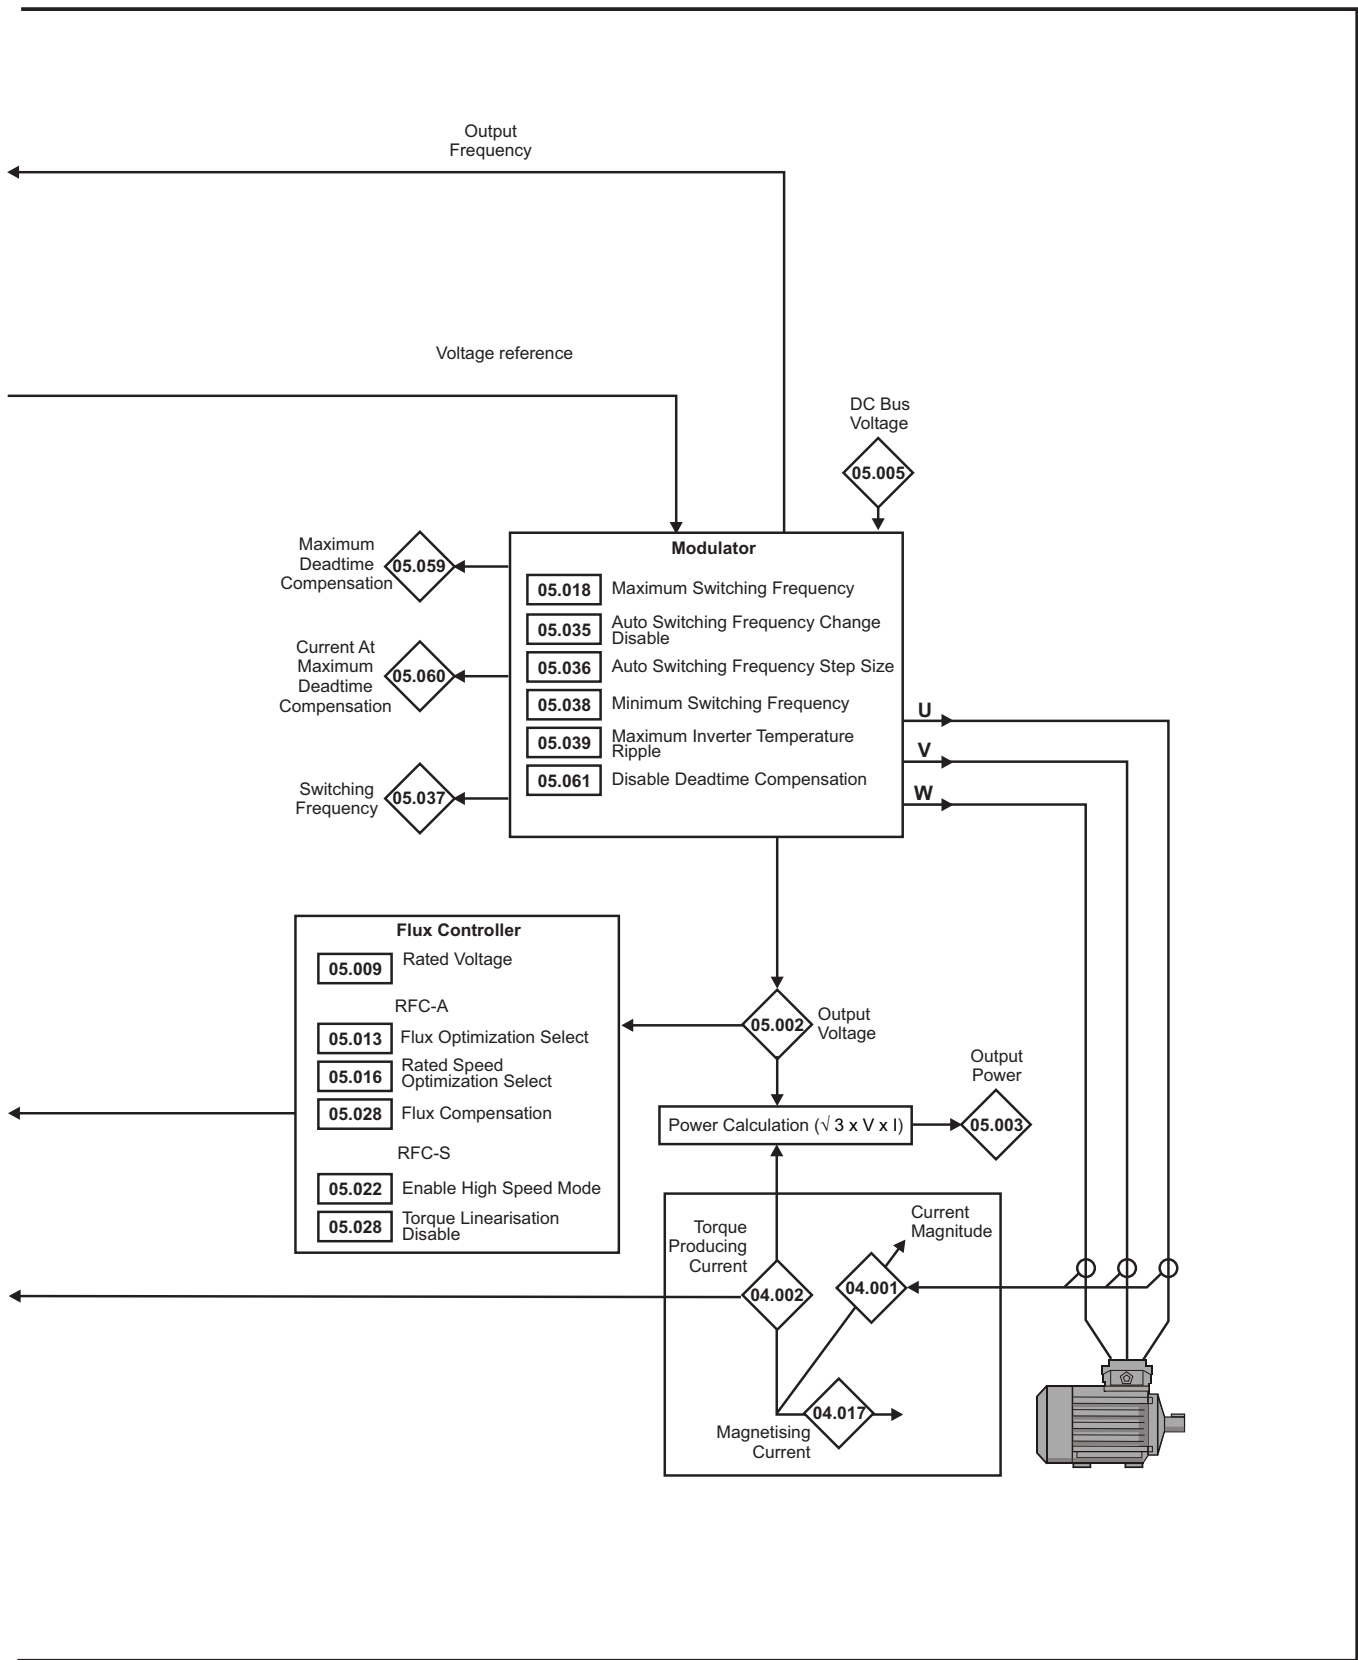 Output
Frequency
Voltage reference
DC Bus
Voltage
05.005
Modulator
Maximum
Deadtime
Compensation
05.059
05.018 Maximum Switching Frequency
05.035 Auto Switching Frequency Change
Disable
Current At
Maximum
Deadtime
Compensation
05.060
05.036 Auto Switching Frequency Step Size
05.038 Minimum Switching Frequency
05.039 Maximum Inverter Temperature
Ripple
05.061 Disable Deadtime Compensation
Switching
Frequency
05.037
U
V
W
Flux Controller
05.009 Rated Voltage
RFC-A
05.013 Flux Optimization Select
05.016 Rated Speed
Optimization Select
05.028 Flux Compensation
RFC-S
05.022 Enable High Speed Mode
05.028 Torque Linearisation
Disable
05.002
Output
Voltage
Output
Power
05.003
Power Calculation (√ 3 x V x I)
Torque
Producing
Current
04.002
Current
Magnitude
04.001
04.017
Magnetising
Current